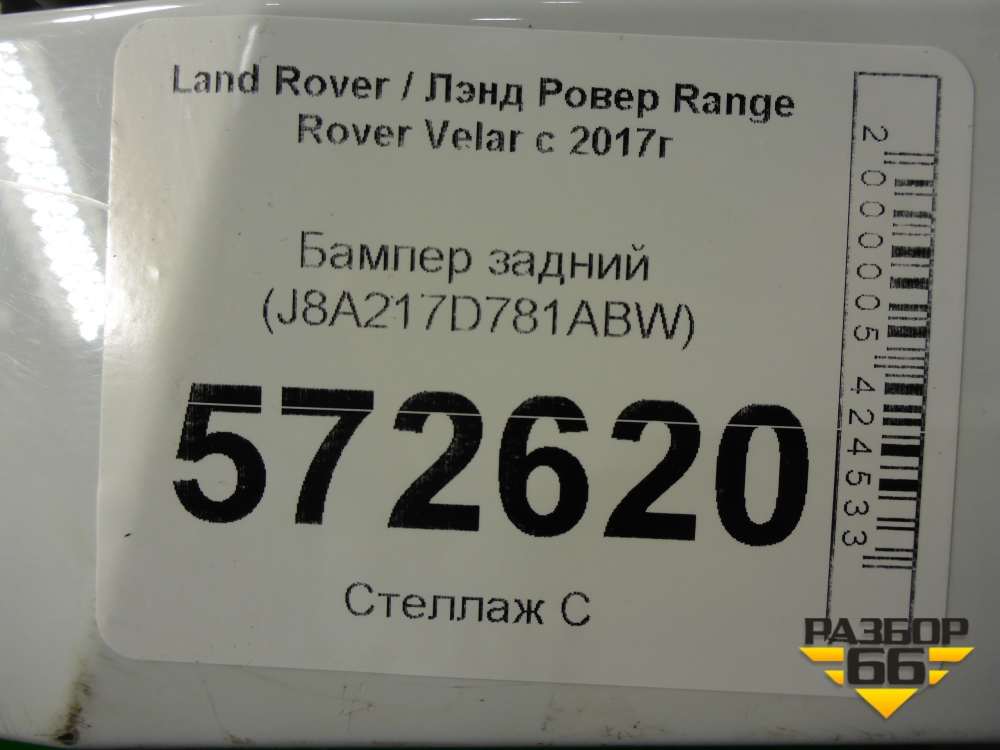 Land Rover / Лэнд Ровер Range
Rover Velar с 2017г
Бампер задний
(J8A217D781ABW)
572620
Стеллаж С
2000005424533
РАЗБОР
66